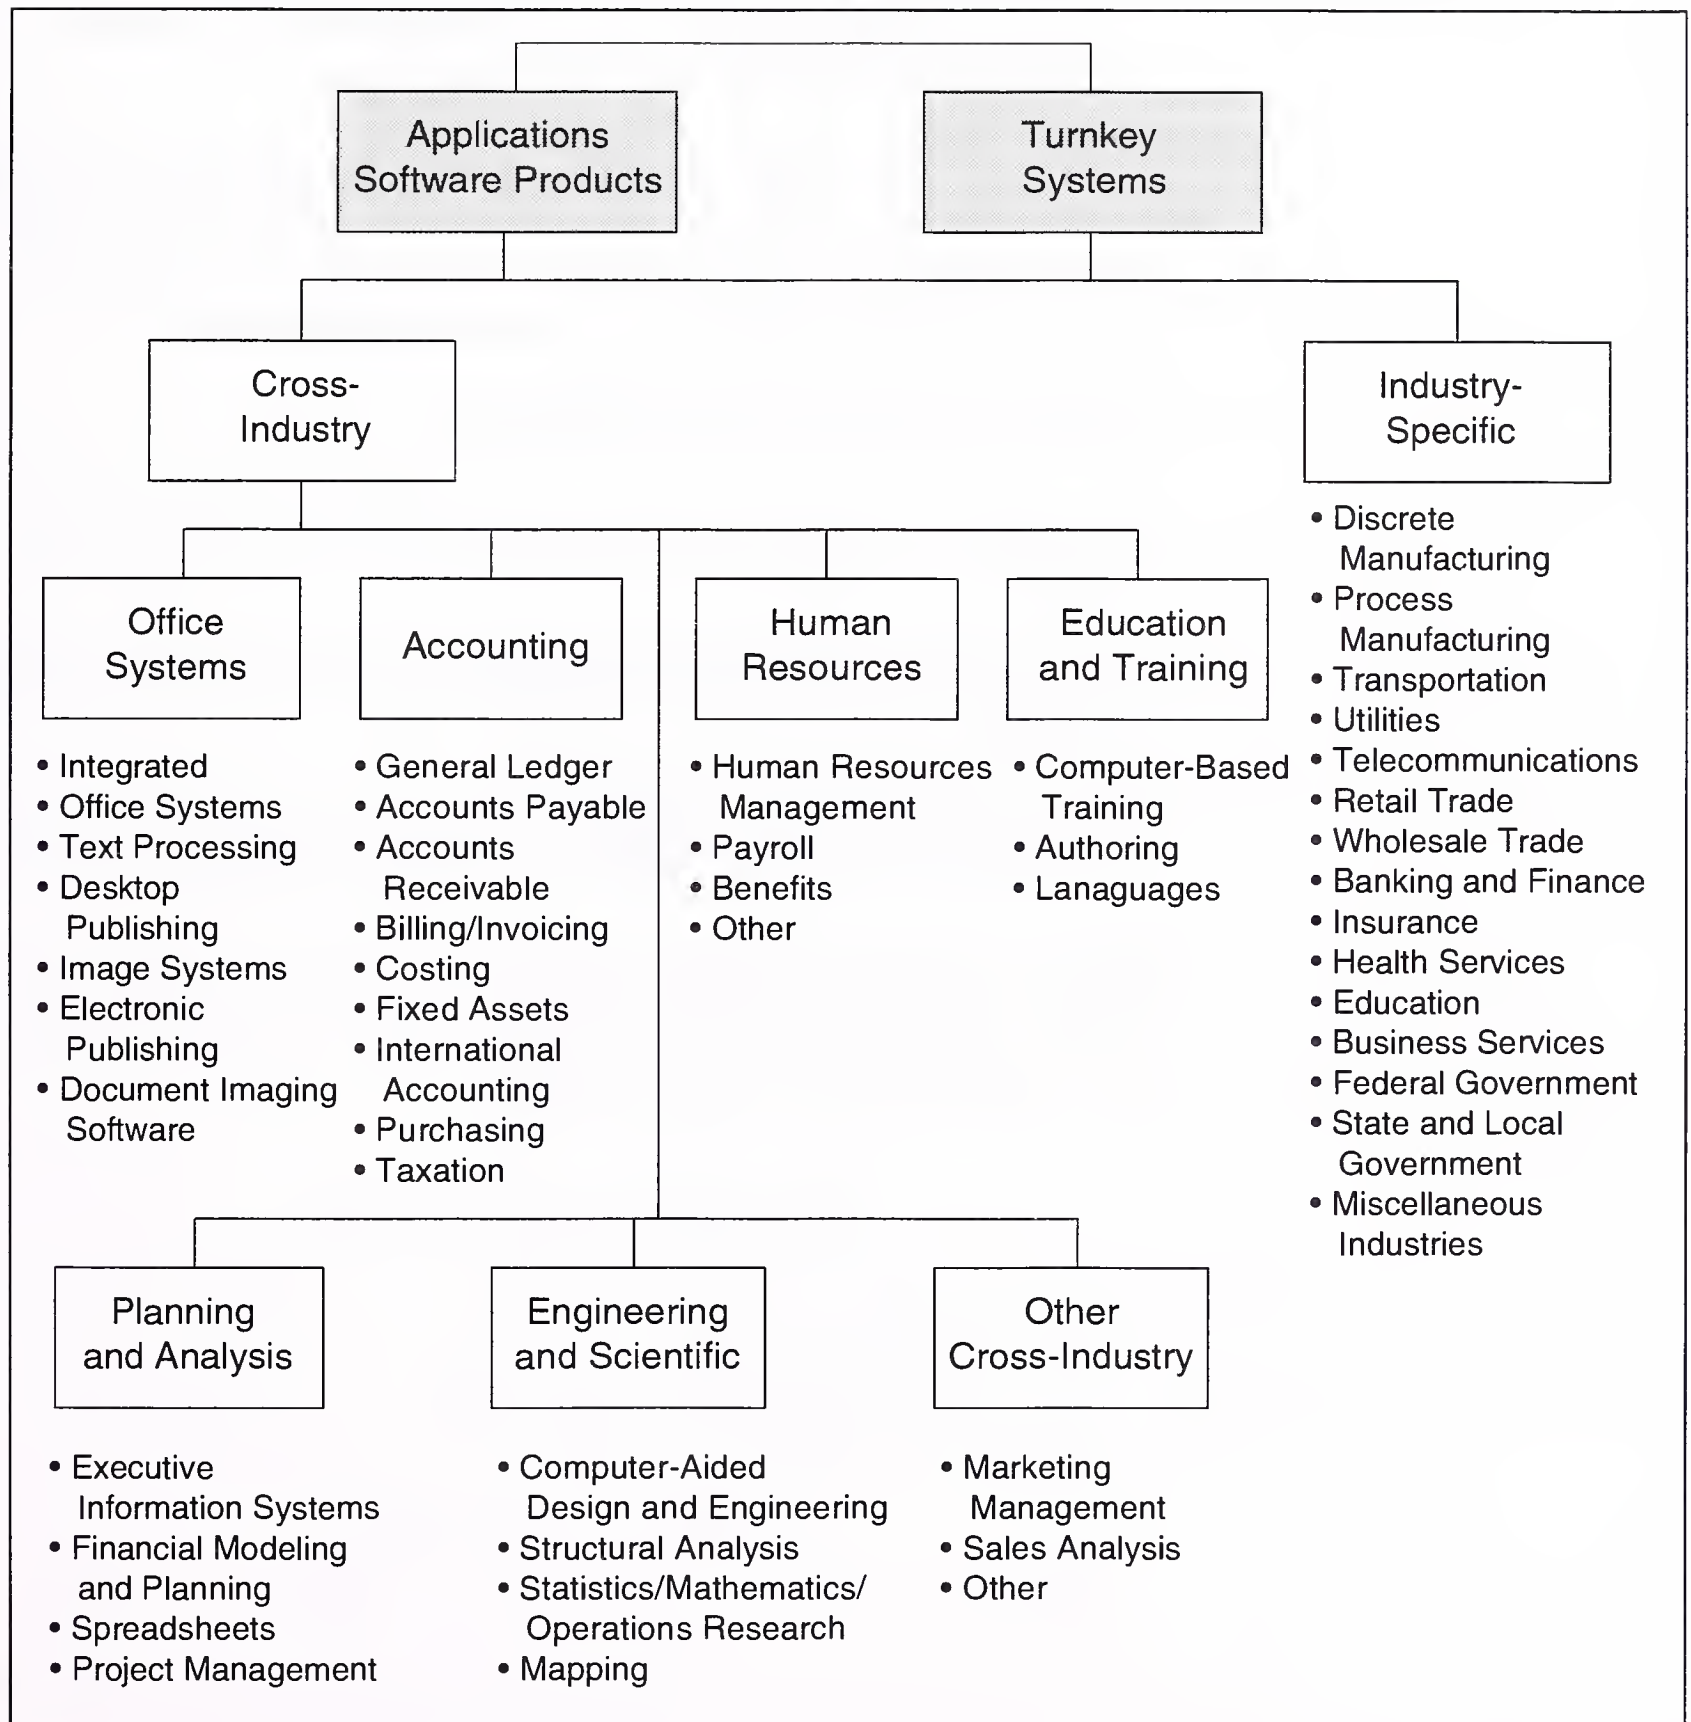 Applications
Software Products
Turnkey
Systems
Cross-
Industry
Industry-
Specific
• Discrete
Manufacturing
• Process
Manufacturing
• Transportation
• Utilities
• Telecommunications
• Retail Trade
• Wholesale Trade
• Banking and Finance
• Insurance
• Health Services
• Education
• Business Services
• Federal Government
• State and Local
Government
• Miscellaneous
Industries
Office
Systems
• Integrated
• Office Systems
• Text Processing
• Desktop
Publishing
• Image Systems
• Electronic
Publishing
• Document Imaging
Software
Accounting
• General Ledger
• Accounts Payable
• Accounts
Receivable
• Billing/Invoicing
• Costing
• Fixed Assets
• International
Accounting
• Purchasing
• Taxation
Human
Resources
• Human Resources
Management
• Payroll
• Benefits
• Other
Education
and Training
• Computer-Based
Training
• Authoring
• Lanaguages
Planning
and Analysis
• Executive
Information Systems
• Financial Modeling
and Planning
• Spreadsheets
• Project Management
Engineering
and Scientific
• Computer-Aided
Design and Engineering
• Structural Analysis
• Statistics/Mathematics/
Operations Research
• Mapping
Other
Cross-Industry
• Marketing
Management
• Sales Analysis
• Other